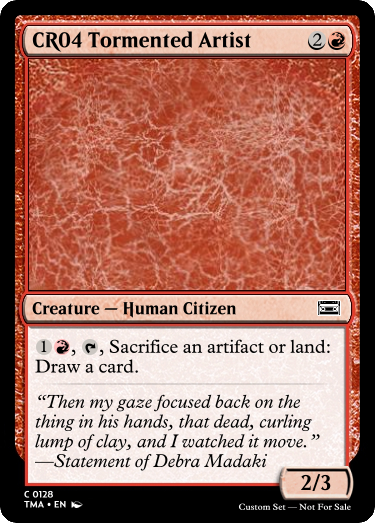 CR04 Tormented Artist 2
Creature — Human Citizen
1 , , Sacrifice an artifact or land:
Draw a card.
“Then my gaze focused back on the
thing in his hands, that dead, curling
lump of clay, and I watched it move.”
—Statement of Debra Madaki
2/3
C 0128
TMA • EN
Custom Set — Not For Sale